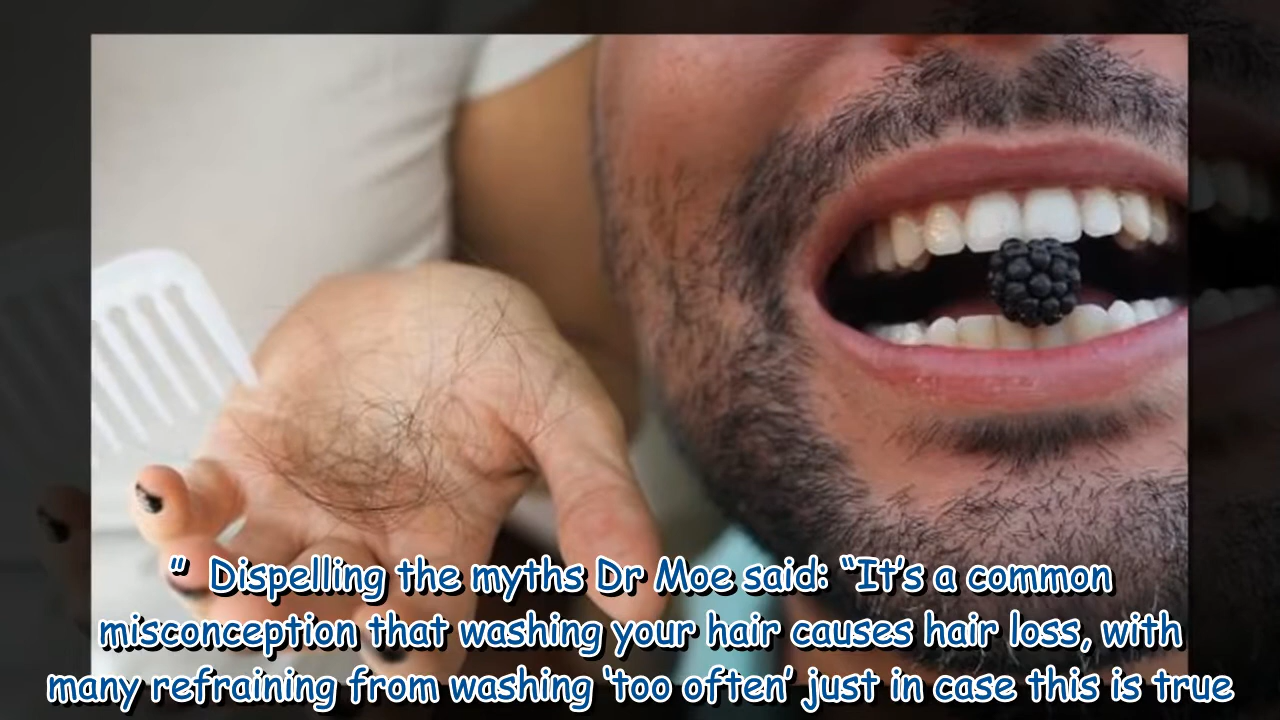 ”  Dispelling the myths Dr Moe said: “It’s a common
misconception that washing your hair causes hair loss, with
many refraining from washing ‘too often’ just in case this is true